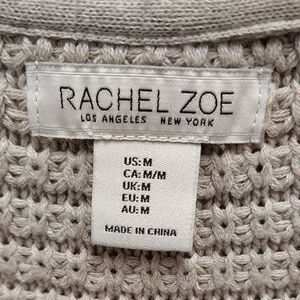 RACHEL ZOE
LOS ANGELES NEW YORK
US: M
CA: M/M
UK: M
EU: M
AU: M
MADE IN CHINA